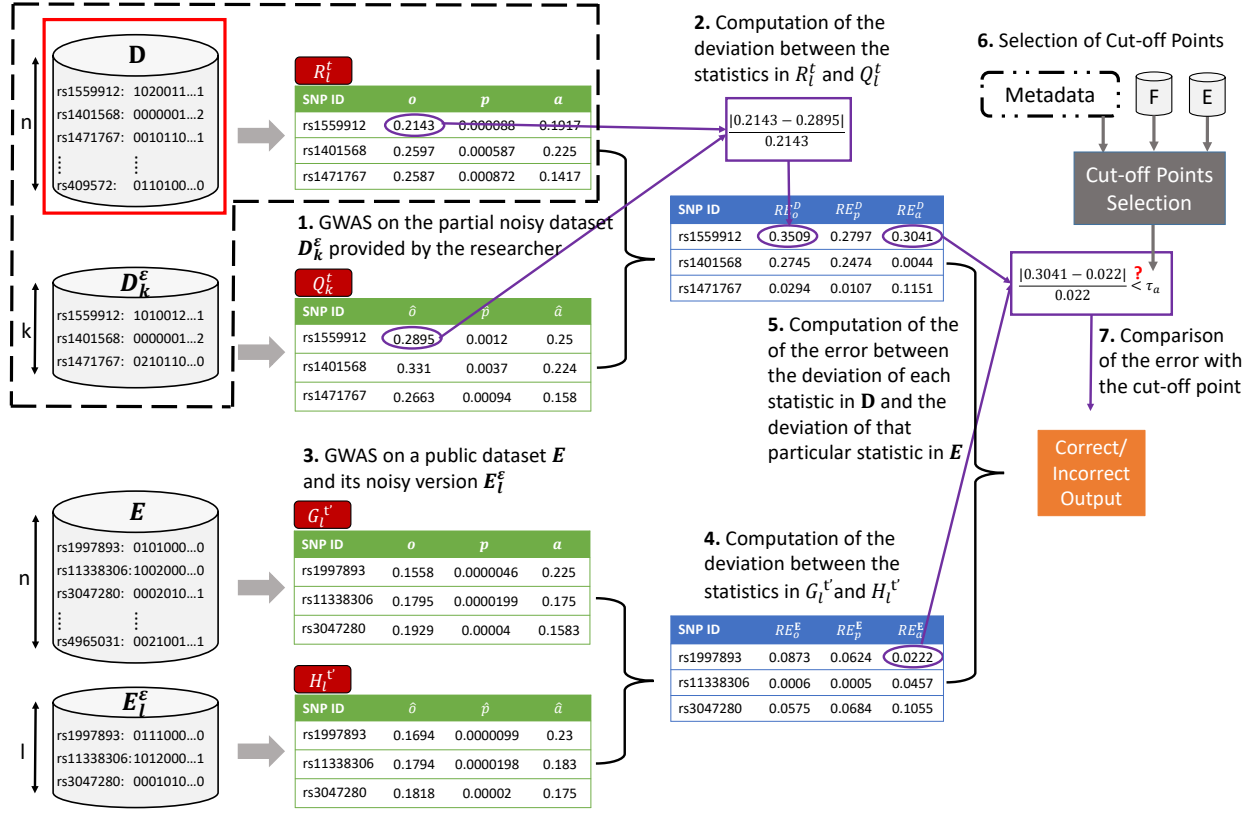 D
n
rs1559912: 1020011...1
rs1401568: 0000001...2
rs1471767: 0010110...1
⋮ ⋮
rs409572: 0110100...0
R_l^t
SNP ID o p a
rs1559912 0.2143 0.000088 0.1917
rs1401568 0.2597 0.000587 0.225
rs1471767 0.2587 0.000872 0.1417
1. GWAS on the partial noisy dataset
D_k^ε provided by the researcher
D_k^ε
k
rs1559912: 1010012...1
rs1401568: 0000001...2
rs1471767: 0210110...0
Q_k^t
SNP ID ô p̂ â
rs1559912 0.2895 0.0012 0.25
rs1401568 0.331 0.0037 0.224
rs1471767 0.2663 0.00094 0.158
2. Computation of the
deviation between the
statistics in R_l^t and Q_l^t
|0.2143 − 0.2895|
0.2143
SNP ID RE_o^D RE_p^D RE_a^D
rs1559912 0.3509 0.2797 0.3041
rs1401568 0.2745 0.2474 0.0044
rs1471767 0.0294 0.0107 0.1151
6. Selection of Cut-off Points
Metadata
F
E
Cut-off Points
Selection
|0.3041 − 0.022| ? < τ_a
0.022
7. Comparison
of the error with
the cut-off point
Correct/
Incorrect
Output
5. Computation of the
of the error between
the deviation of each
statistic in D and the
deviation of that
particular statistic in E
3. GWAS on a public dataset E
and its noisy version E_l^ε
E
n
rs1997893: 0101000...0
rs11338306: 1002000...0
rs3047280: 0002010...1
⋮ ⋮
rs4965031: 0021001...1
G_l^t'
SNP ID o p a
rs1997893 0.1558 0.0000046 0.225
rs11338306 0.1795 0.0000199 0.175
rs3047280 0.1929 0.00004 0.1583
E_l^ε
l
rs1997893: 0111000...0
rs11338306: 1012000...1
rs3047280: 0001010...0
H_l^t'
SNP ID ô p̂ â
rs1997893 0.1694 0.0000099 0.23
rs11338306 0.1794 0.0000198 0.183
rs3047280 0.1818 0.00002 0.175
4. Computation of the
deviation between the
statistics in G_l^t' and H_l^t'
SNP ID RE_o^E RE_p^E RE_a^E
rs1997893 0.0873 0.0624 0.0222
rs11338306 0.0006 0.0005 0.0457
rs3047280 0.0575 0.0684 0.1055